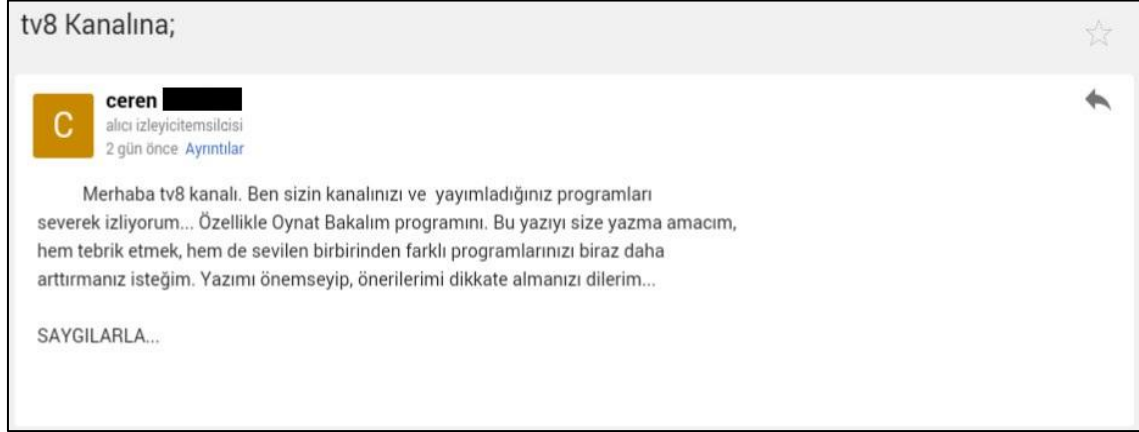 tv8 Kanalına;
C
ceren
alıcı izleyicitemsilcisi
2 gün önce Ayrıntılar
Merhaba tv8 kanalı. Ben sizin kanalınızı ve yayımladığınız programları
severek izliyorum... Özellikle Oynat Bakalım programını. Bu yazıyı size yazma amacım,
hem tebrik etmek, hem de sevilen birbirinden farklı programlarınızı biraz daha
arttırmanız isteğim. Yazımı önemseyip, önerilerimi dikkate almanızı dilerim...
SAYGILARLA...